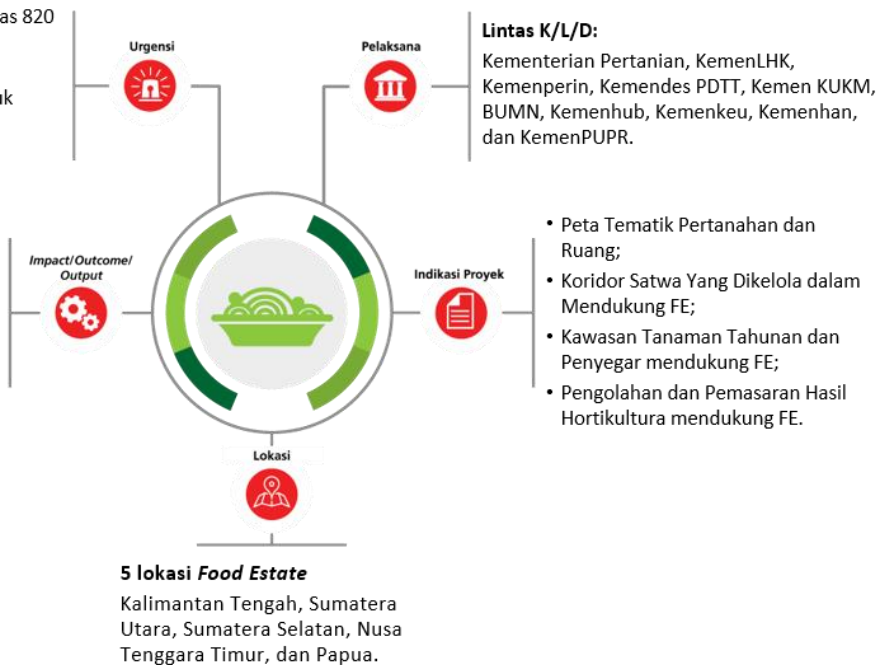 as 820
uk
Urgensi
Pelaksana
Lintas K/L/D:
Kementerian Pertanian, KemenLHK,
Kemenperin, Kemendes PDTT, Kemen KUKM,
BUMN, Kemenhub, Kemenkeu, Kemenhan,
dan KemenPUPR.
Impact/Outcome/
Output
Indikasi Proyek
• Peta Tematik Pertanahan dan
Ruang;
• Koridor Satwa Yang Dikelola dalam
Mendukung FE;
• Kawasan Tanaman Tahunan dan
Penyegar mendukung FE;
• Pengolahan dan Pemasaran Hasil
Hortikultura mendukung FE.
Lokasi
5 lokasi Food Estate
Kalimantan Tengah, Sumatera
Utara, Sumatera Selatan, Nusa
Tenggara Timur, dan Papua.